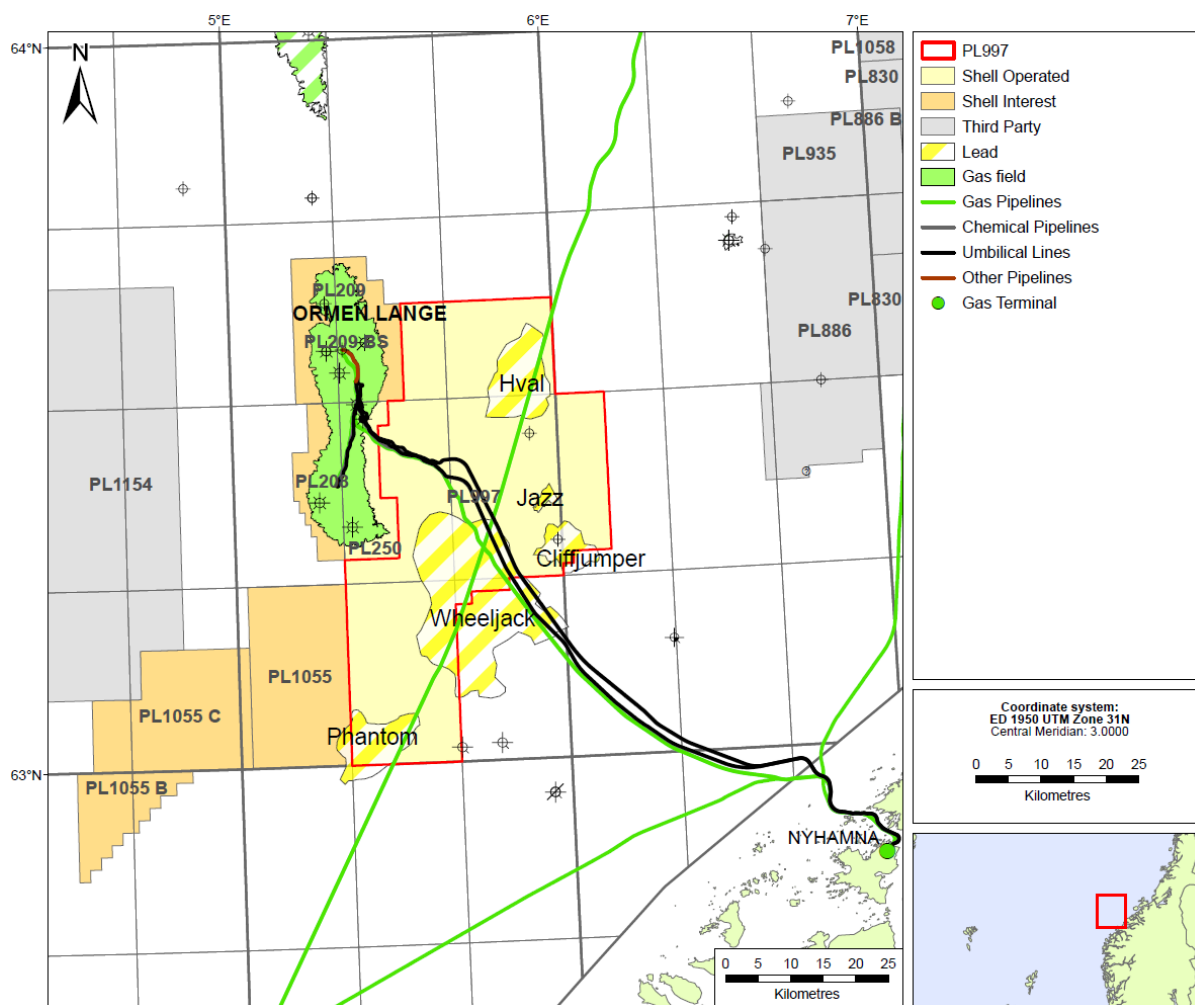 5°E
6°E
7°E
64°N
63°N
N
PL1058
PL830
PL886 B
PL935
PL830
PL886
PL209
ORMEN LANGE
PL209 BS
Hval
PL1154
PL208
PL997
Jazz
PL250
Cliffjumper
Wheeljack
PL1055
PL1055 C
Phantom
PL1055 B
NYHAMNA
0 5 10 15 20 25
Kilometres
PL997
Shell Operated
Shell Interest
Third Party
Lead
Gas field
Gas Pipelines
Chemical Pipelines
Umbilical Lines
Other Pipelines
Gas Terminal
Coordinate system:
ED 1950 UTM Zone 31N
Central Meridian: 3.0000
0 5 10 15 20 25
Kilometres